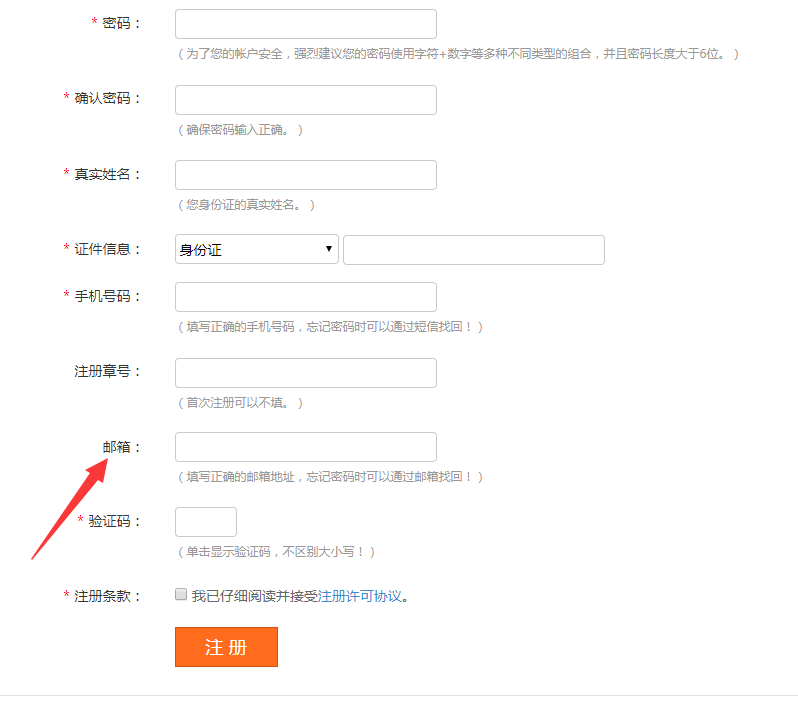 * 密码：
（为了您的帐户安全，强烈建议您的密码使用字符+数字等多种不同类型的组合，并且密码长度大于6位。）
* 确认密码：
（确保密码输入正确。）
* 真实姓名：
（您身份证的真实姓名。）
* 证件信息： 身份证
* 手机号码：
（填写正确的手机号码，忘记密码时可以通过短信找回！）
注册章号：
（首次注册可以不填。）
邮箱：
（填写正确的邮箱地址，忘记密码时可以通过邮箱找回！）
* 验证码：
（单击显示验证码，不区别大小写！）
* 注册条款： 我已仔细阅读并接受注册许可协议。
注 册